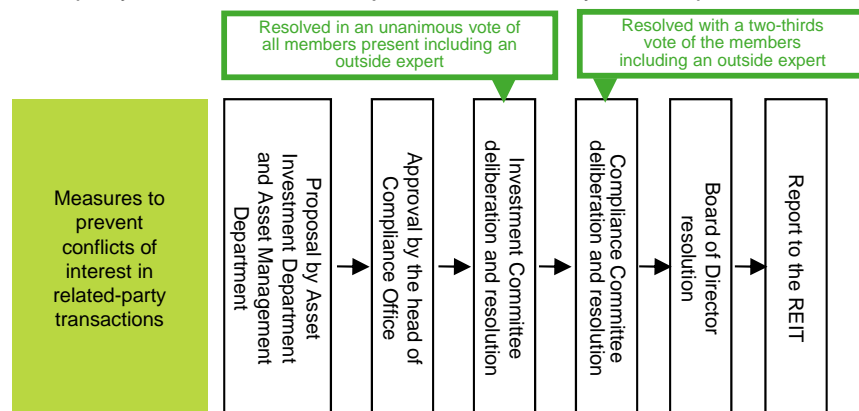 Resolved in an unanimous vote of
all members present including an
outside expert
Resolved with a two-thirds
vote of the members
including an outside expert
Measures to
prevent
conflicts of
interest in
related-party
transactions
Proposal by Asset
Investment Department
and Asset Management
Department
Approval by the head of
Compliance Office
Investment Committee
deliberation and resolution
Compliance Committee
deliberation and resolution
Board of Director
resolution
Report to the REIT